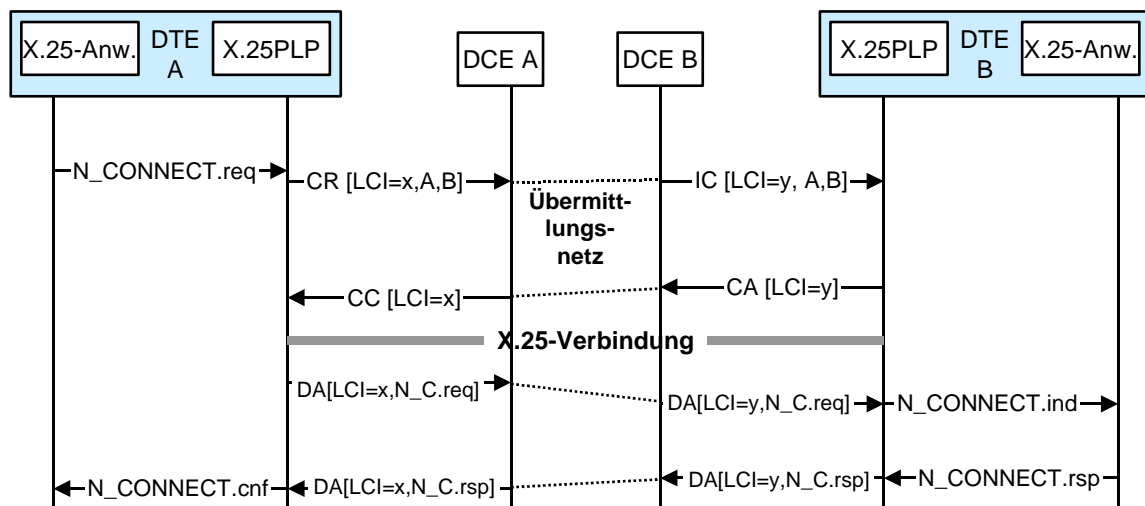 X.25-Anw.
DTE
A
X.25PLP
DCE A
DCE B
X.25PLP
DTE
B
X.25-Anw.
N_CONNECT.req
CR [LCI=x,A,B]
IC [LCI=y, A,B]
Übermitt-
lungs-
netz
CC [LCI=x]
CA [LCI=y]
X.25-Verbindung
DA[LCI=x,N_C.req]
DA[LCI=y,N_C.req]
N_CONNECT.ind
N_CONNECT.cnf
DA[LCI=x,N_C.rsp]
DA[LCI=y,N_C.rsp]
N_CONNECT.rsp